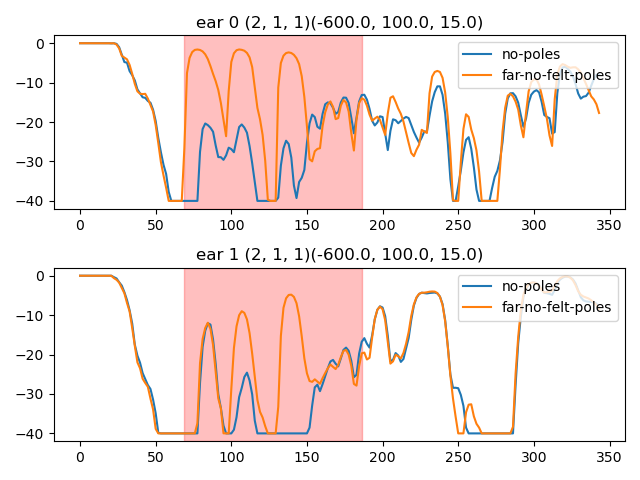 ear 0 (2, 1, 1)(-600.0, 100.0, 15.0)
0
−10
−20
−30
−40
no-poles
far-no-felt-poles
0 50 100 150 200 250 300 350
ear 1 (2, 1, 1)(-600.0, 100.0, 15.0)
0
−10
−20
−30
−40
no-poles
far-no-felt-poles
0 50 100 150 200 250 300 350